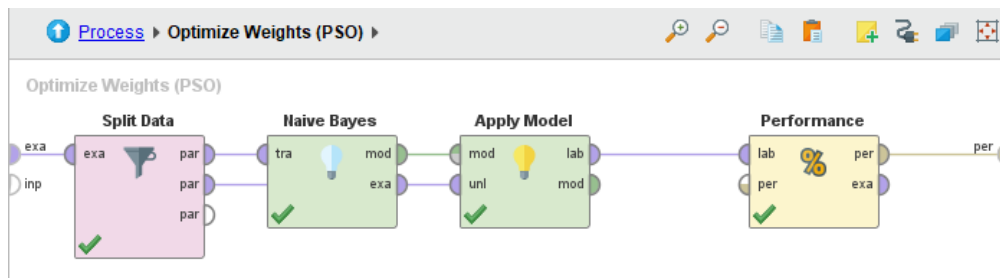 Process ▸ Optimize Weights (PSO) ▸
Optimize Weights (PSO)
Split Data Naive Bayes Apply Model Performance
exa exa par tra mod mod lab lab per per
inp par exa unl mod per exa
par